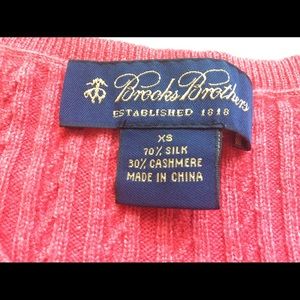 Brooks Brothers
ESTABLISHED 1818
XS
70% SILK
30% CASHMERE
MADE IN CHINA